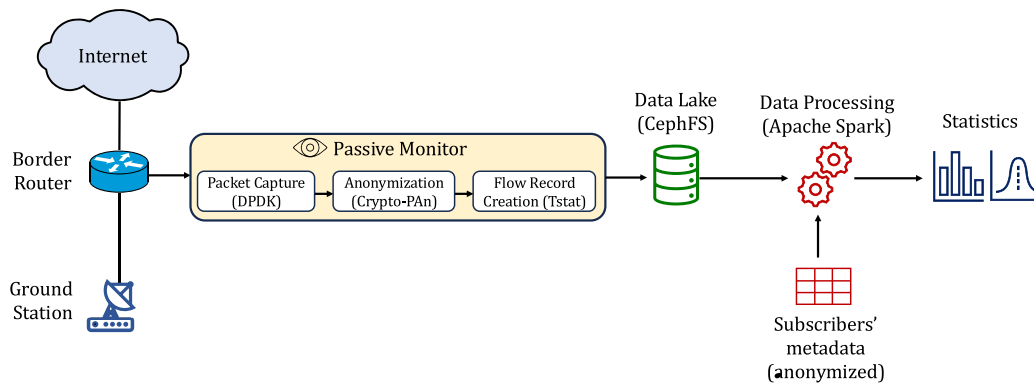 Internet
Border
Router
Ground
Station
Passive Monitor
Packet Capture
(DPDK)
Anonymization
(Crypto-PAn)
Flow Record
Creation (Tstat)
Data Lake
(CephFS)
Data Processing
(Apache Spark)
Statistics
Subscribers’
metadata
(anonymized)